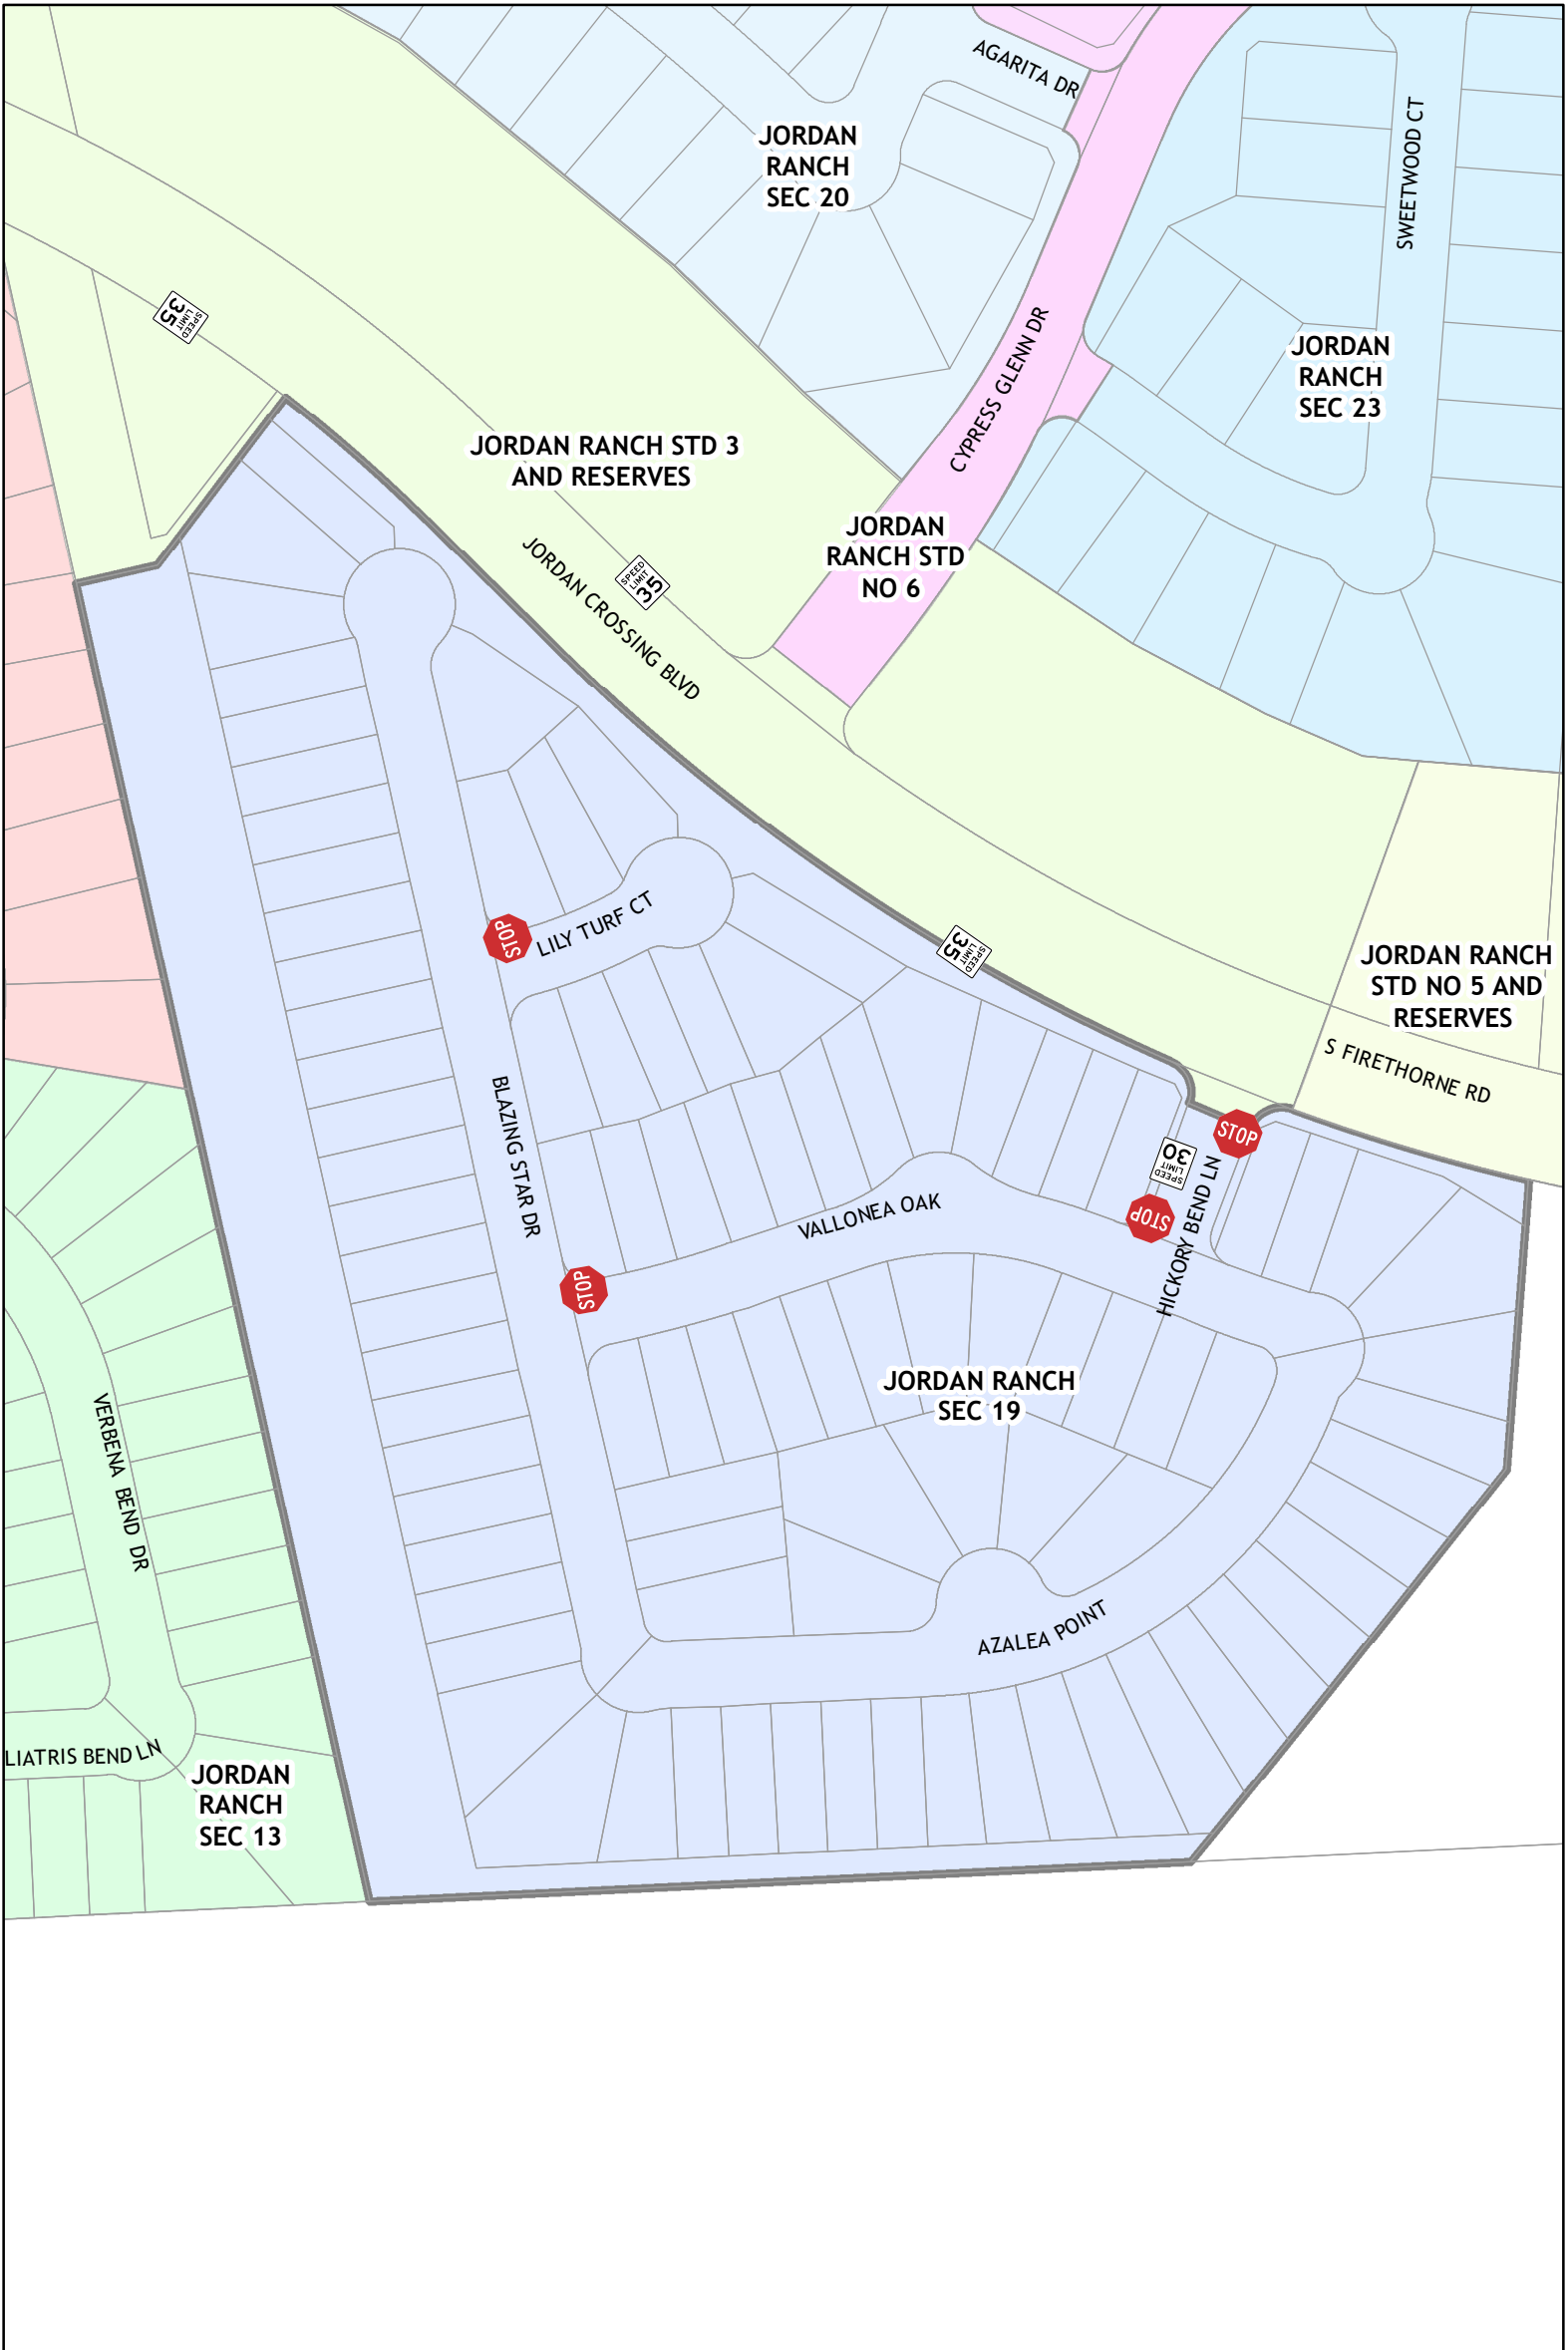 AGARITA DR
JORDAN
RANCH
SEC 20
SWEETWOOD CT
SPEED
LIMIT
35
CYPRESS GLENN DR
JORDAN
RANCH
SEC 23
JORDAN RANCH STD 3
AND RESERVES
JORDAN
RANCH STD
NO 6
SPEED
LIMIT
35
JORDAN CROSSING BLVD
STOP
LILY TURF CT
SPEED
LIMIT
35
JORDAN RANCH
STD NO 5 AND
RESERVES
S FIRETHORNE RD
BLAZING STAR DR
STOP
SPEED
LIMIT
30
STOP
HICKORY BEND LN
VALLONEA OAK
STOP
JORDAN RANCH
SEC 19
VERBENA BEND DR
AZALEA POINT
LIATRIS BEND LN
JORDAN
RANCH
SEC 13